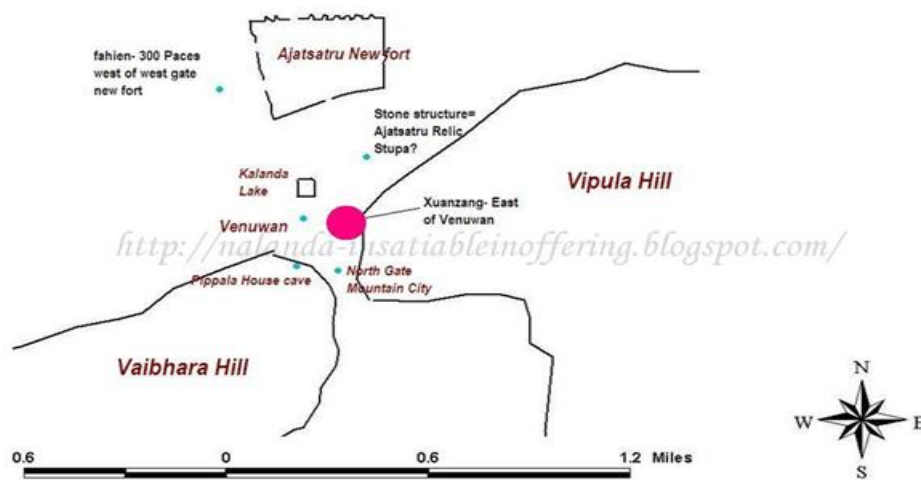 fahien- 300 Paces
west of west gate
new fort
Ajatsatru New fort
Stone structure=
Ajatsatru Relic
Stupa?
Kalanda
Lake
Vipula Hill
Xuanzang- East
of Venuwan
Venuwan
http://nalanda-insatiableinoffering.blogspot.com/
Pippala House cave
North Gate
Mountain City
Vaibhara Hill
N
W
E
S
0.6
0
0.6
1.2 Miles